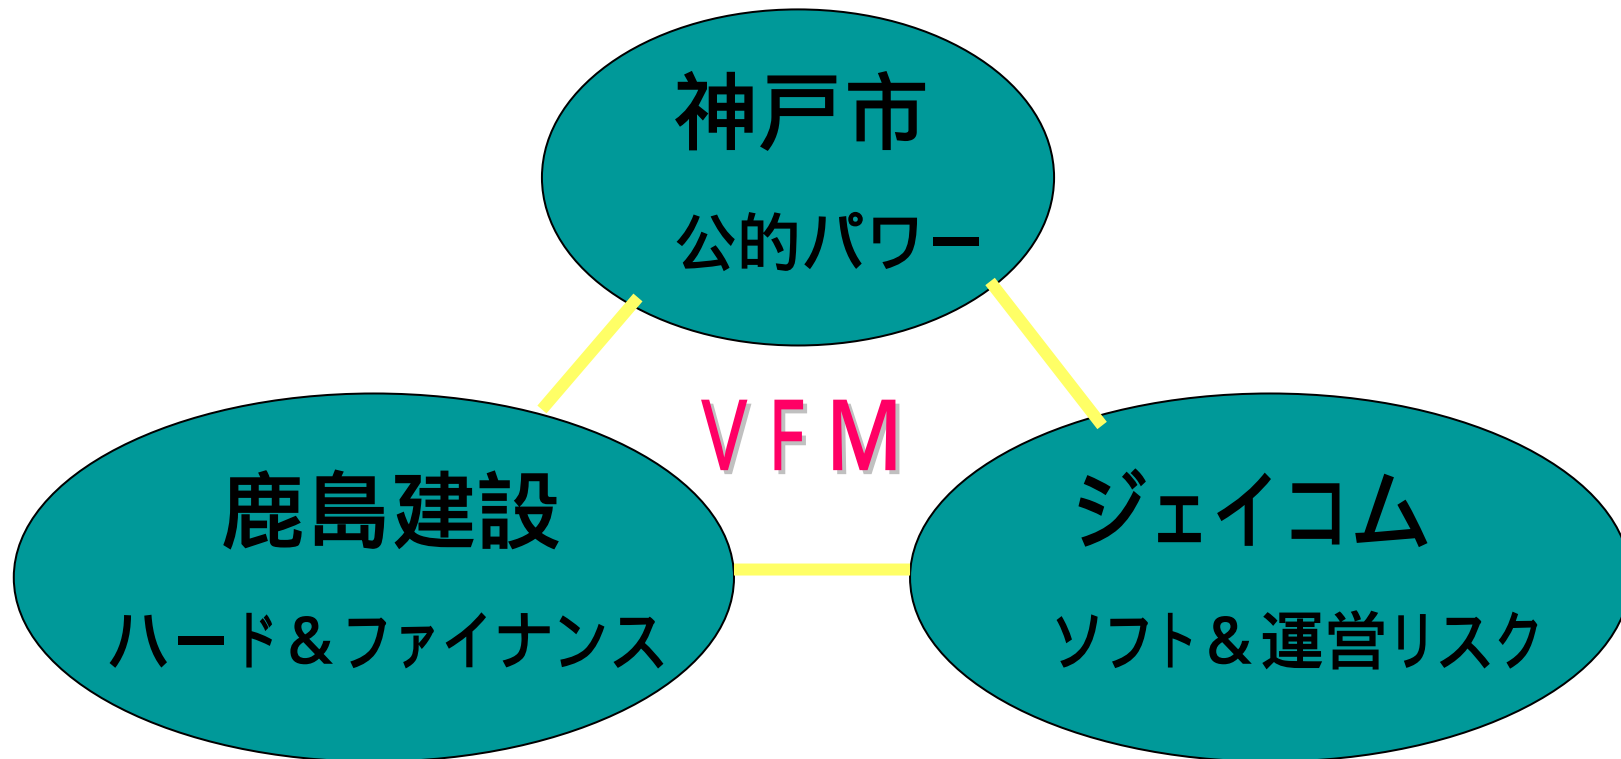 神戸市
公的パワー
ＶＦＭ
鹿島建設
ハード＆ファイナンス
ジェイコム
ソフト＆運営リスク